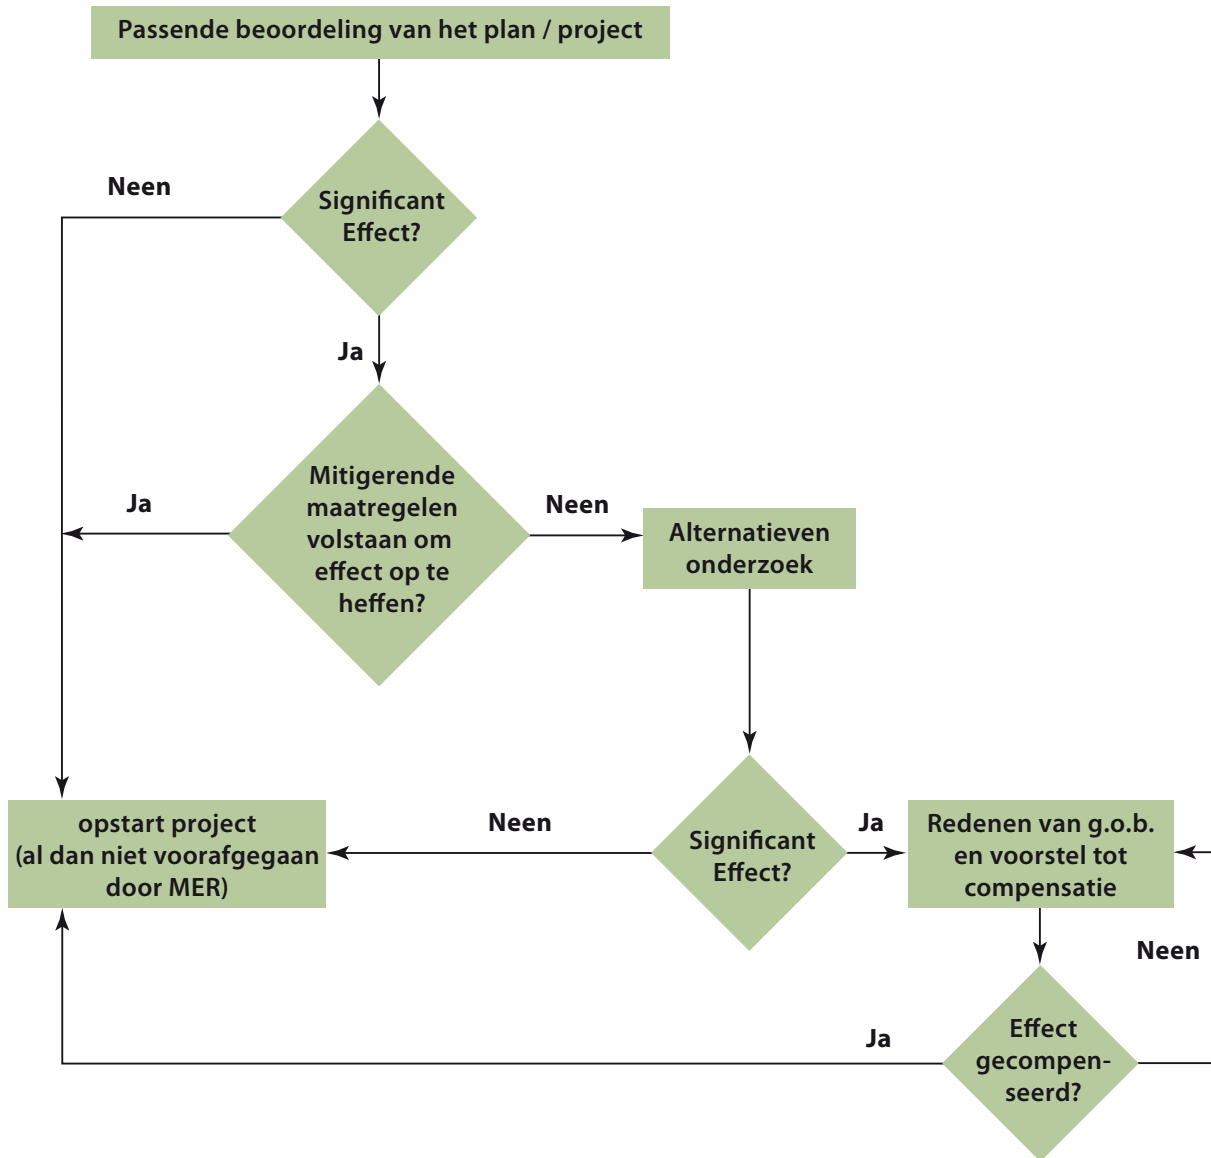 Passende beoordeling van het plan / project
Neen
Significant
Effect?
Ja
Mitigerende
maatregelen
volstaan om
effect op te
heffen?
Ja
Neen
Alternatieven
onderzoek
opstart project
(al dan niet voorafgegaan
door MER)
Neen
Significant
Effect?
Ja
Redenen van g.o.b.
en voorstel tot
compensatie
Neen
Ja
Effect
gecompen-
seerd?